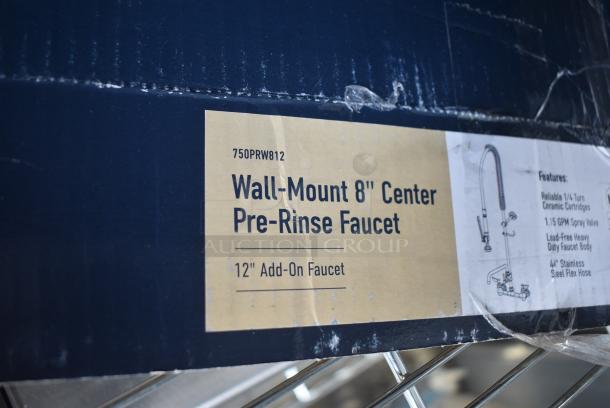 750PRW812
Wall-Mount 8" Center
Pre-Rinse Faucet
AUCTION GROUP
12" Add-On Faucet
Features:
Reliable 1/4 Turn
Ceramic Cartridges
1.15 GPM Spray Valve
Lead-Free Heavy
Duty Faucet Body
44" Stainless
Steel Flex Hose